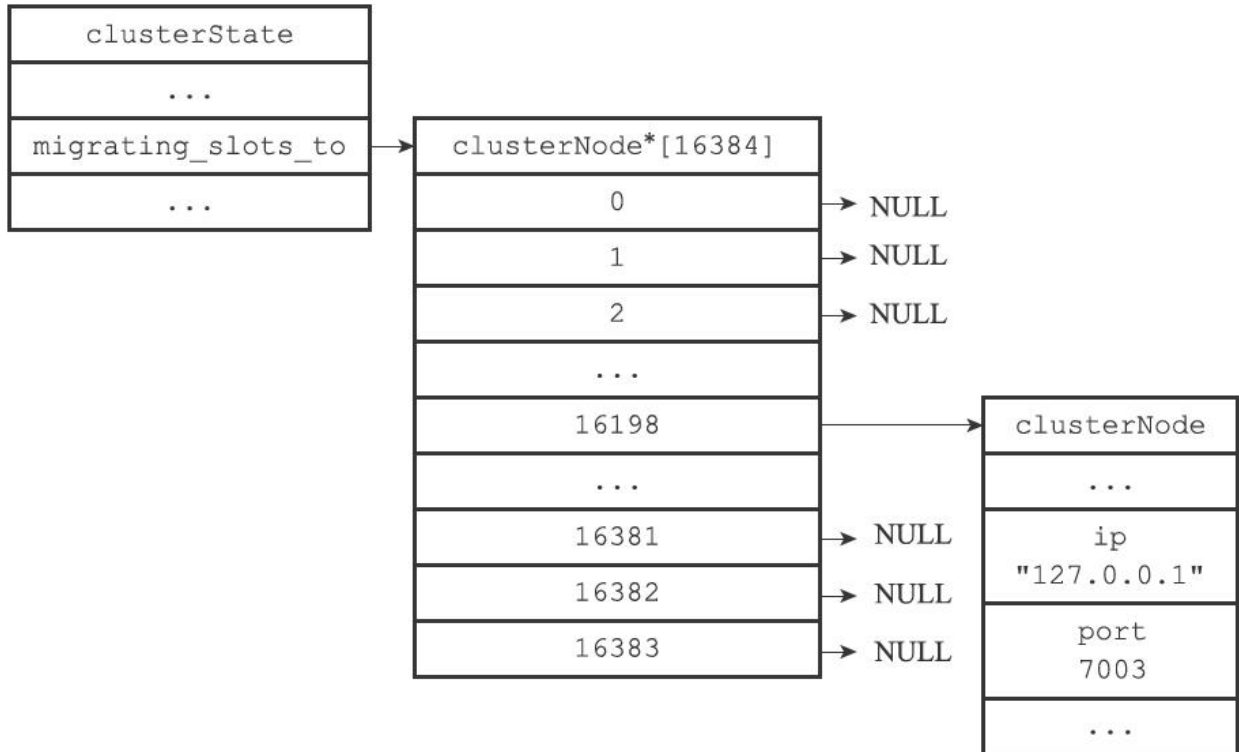 clusterState
...
migrating_slots_to
...
clusterNode*[16384]
0
NULL
1
NULL
2
NULL
...
16198
...
16381
NULL
16382
NULL
16383
NULL
clusterNode
...
ip
"127.0.0.1"
port
7003
...